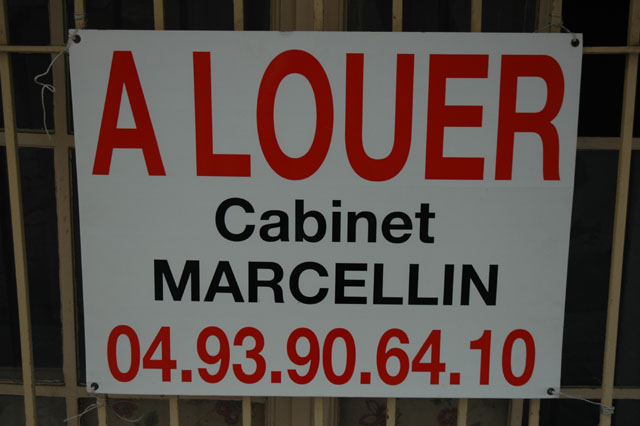 A LOUER
Cabinet
MARCELLIN
04.93.90.64.10